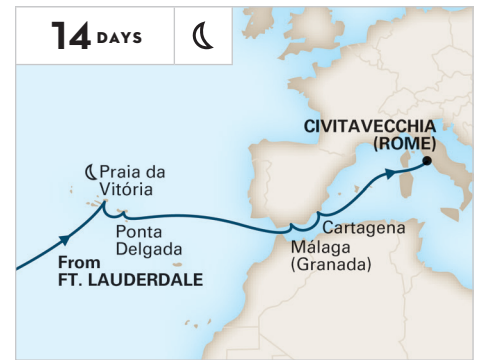 14 DAYS
CIVITAVECCHIA
(ROME)
Praia da
Vitória
Ponta
Delgada
From
FT. LAUDERDALE
Cartagena
Málaga
(Granada)